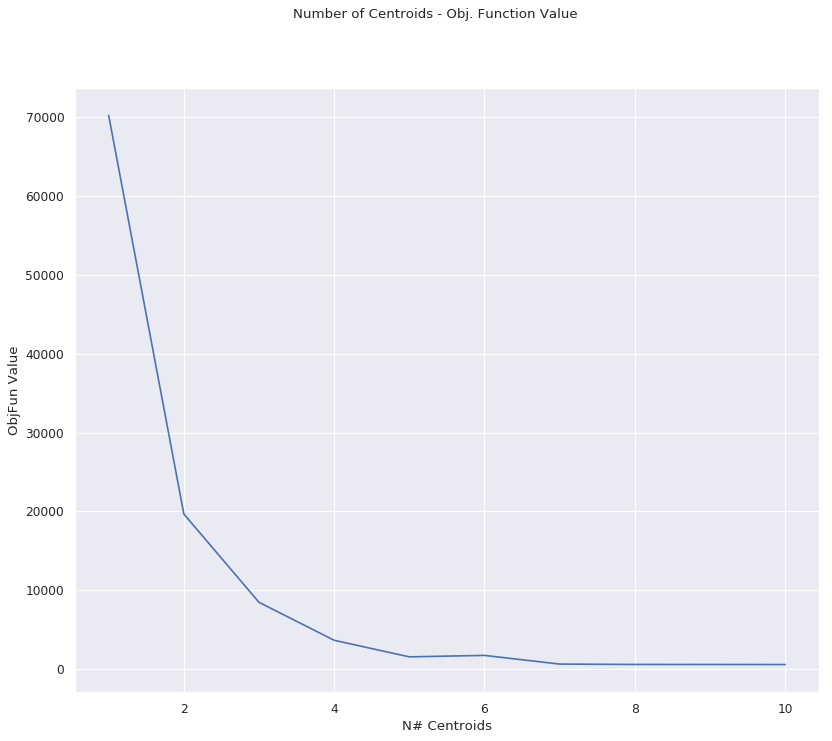 Number of Centroids - Obj. Function Value
70000
60000
50000
40000
30000
20000
10000
0
ObjFun Value
2 4 6 8 10
N# Centroids